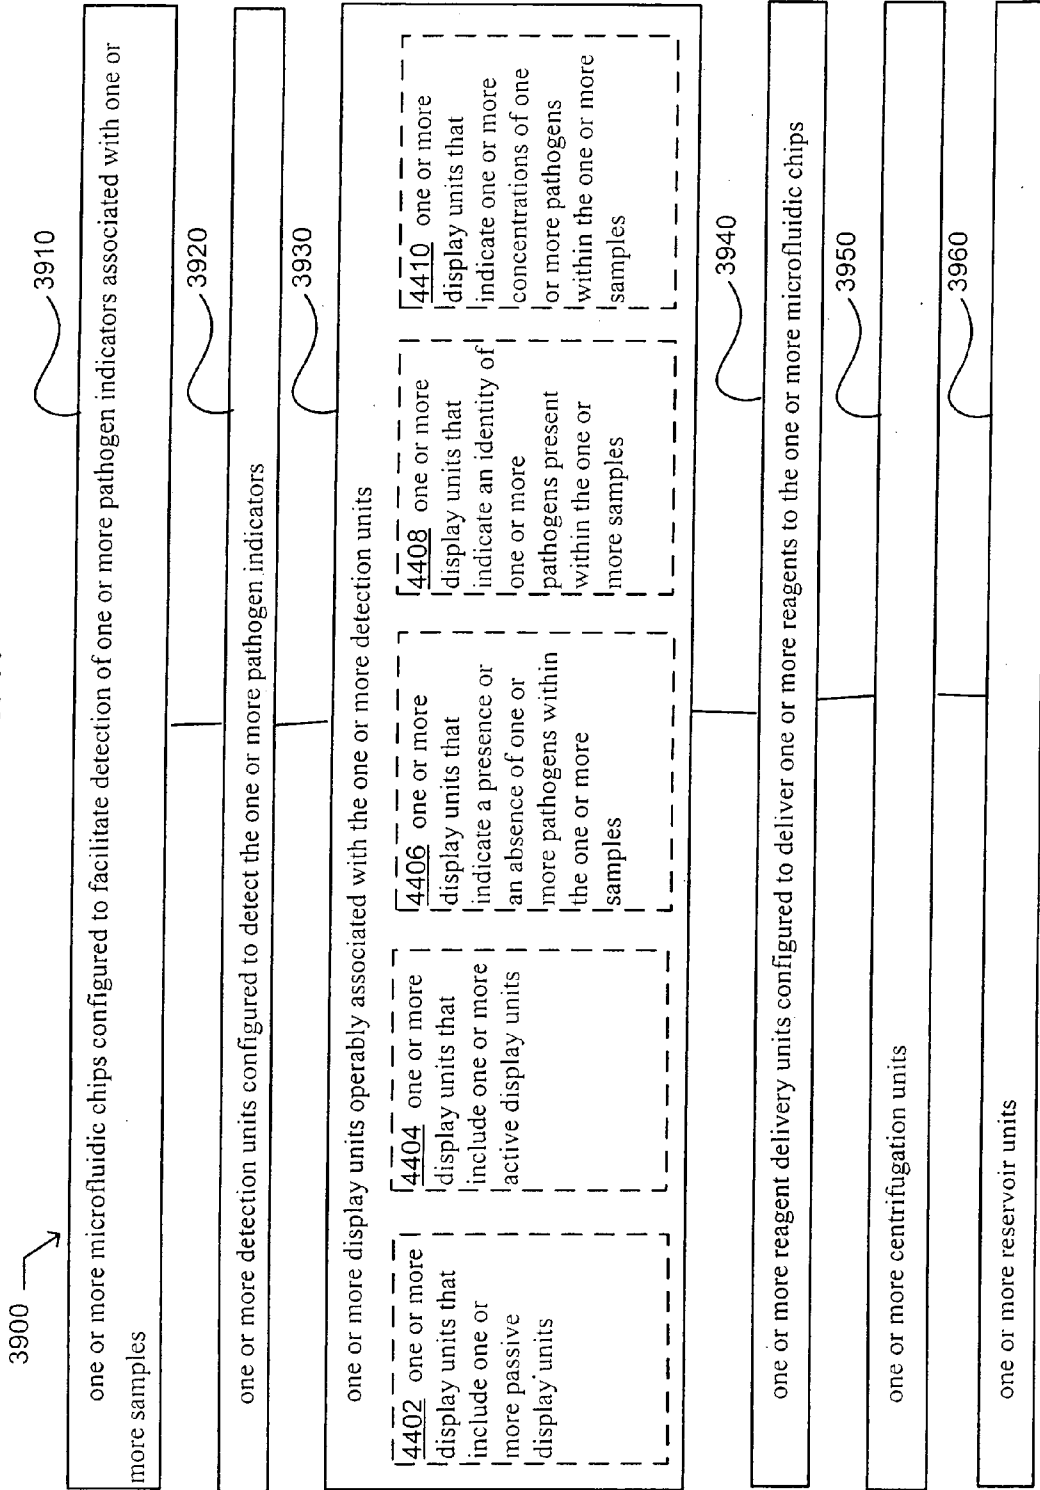 3900
3910
one or more microfluidic chips configured to facilitate detection of one or more pathogen indicators associated with one or
more samples
3920
one or more detection units configured to detect the one or more pathogen indicators
3930
one or more display units operably associated with the one or more detection units
4402 one or more
display units that
include one or
more passive
display units
4404 one or more
display units that
include one or more
active display units
4406 one or more
display units that
indicate a presence or
an absence of one or
more pathogens within
the one or more
samples
4408 one or more
display units that
indicate an identity of
one or more
pathogens present
within the one or
more samples
4410 one or more
display units that
indicate one or more
concentrations of one
or more pathogens
within the one or more
samples
3940
one or more reagent delivery units configured to deliver one or more reagents to the one or more microfluidic chips
3950
one or more centrifugation units
3960
one or more reservoir units